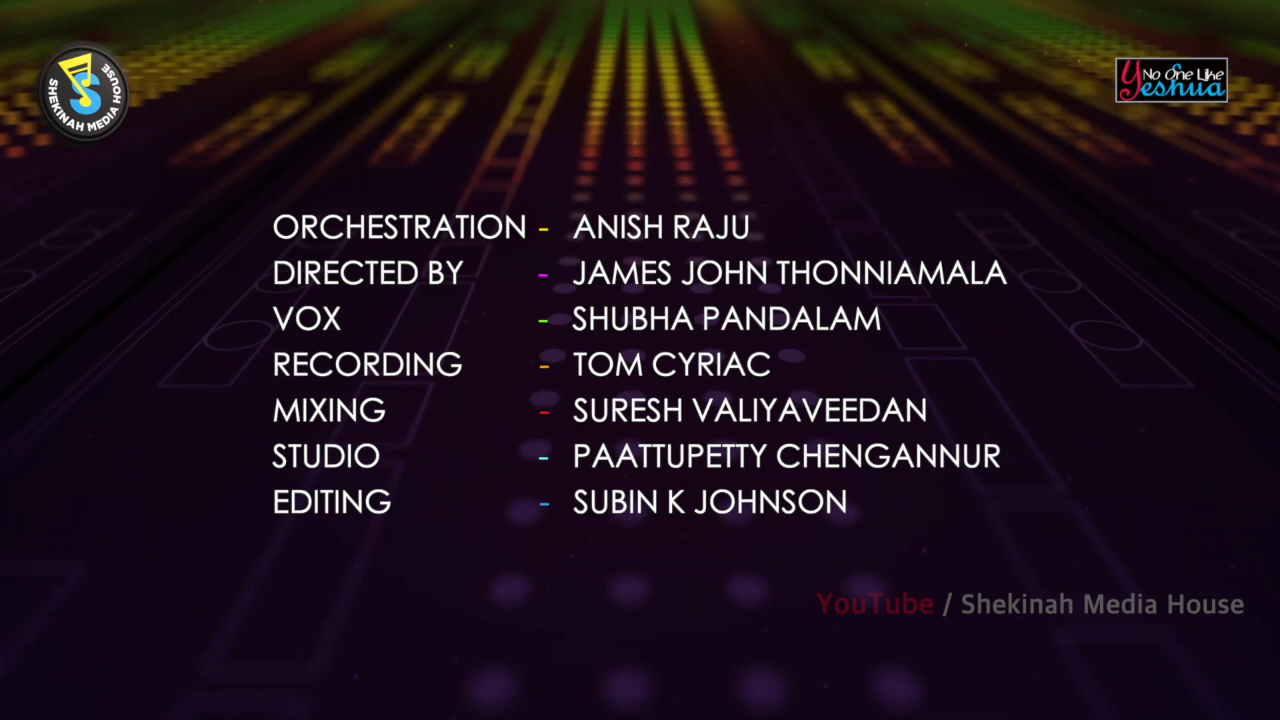 SHEKINAH MEDIA HOUSE
No One Like
Yeshua
ORCHESTRATION - ANISH RAJU
DIRECTED BY - JAMES JOHN THONNIAMALA
VOX - SHUBHA PANDALAM
RECORDING - TOM CYRIAC
MIXING - SURESH VALIYAVEEDAN
STUDIO - PAATTUPETTY CHENGANNUR
EDITING - SUBIN K JOHNSON
YouTube / Shekinah Media House